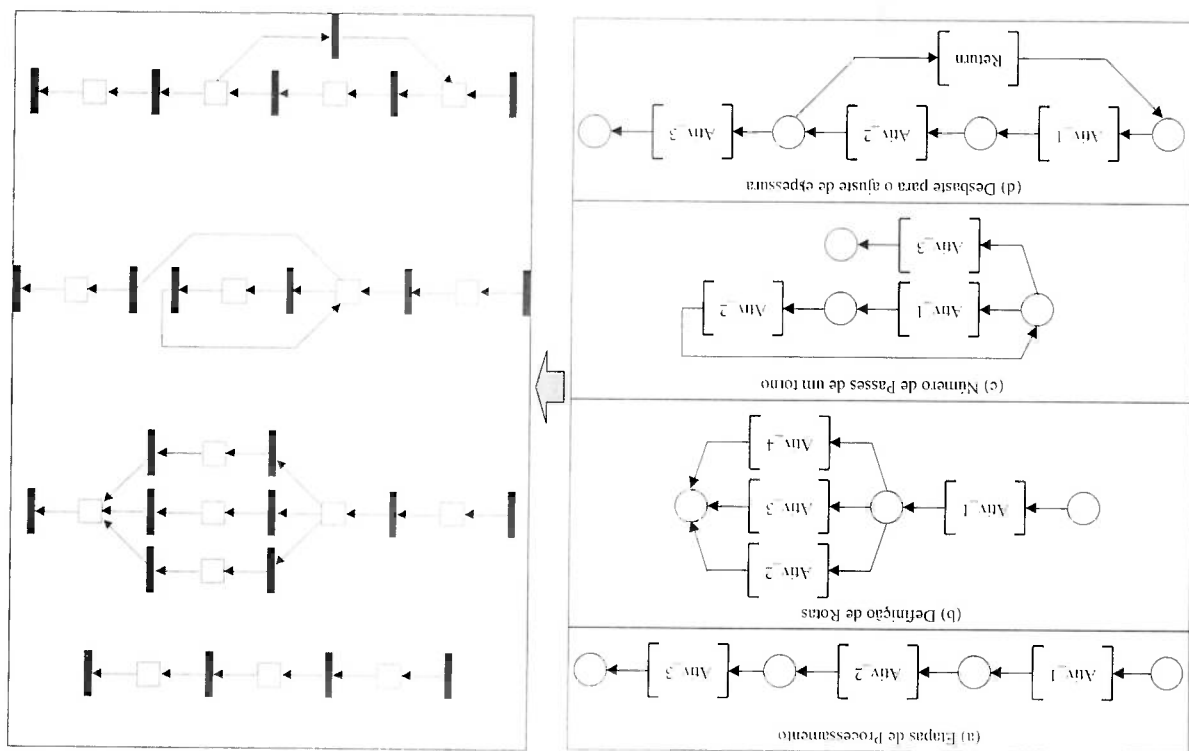 (a) Etapas de Processamento
Ativ_1 Ativ_2 Ativ_3
(b) Definição de Rotas
Ativ_2
Ativ_1 Ativ_3
Ativ_4
(c) Número de Passes de um torno
Ativ_1 Ativ_2
Ativ_3
(d) Desbaste para o ajuste de espessura
Ativ_1 Ativ_2 Ativ_3
Return